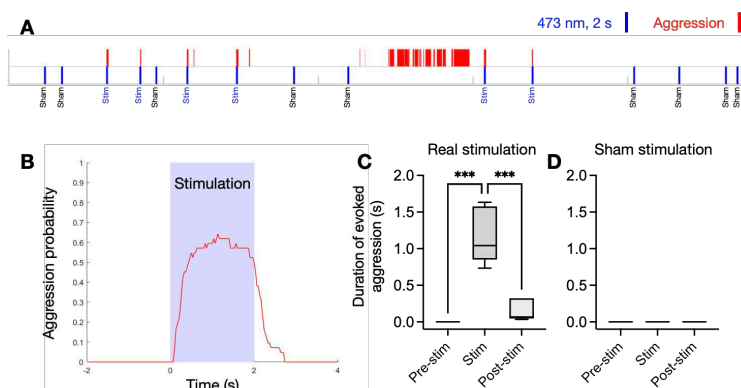 A
473 nm, 2 s
Aggression
Sham
Sham
Stim
Stim
Sham
Stim
Stim
Sham
Sham
Stim
Stim
Sham
Sham
Sham
Sham
B
Aggression probability
1
0.9
0.8
0.7
0.6
0.5
0.4
0.3
0.2
0.1
0
Stimulation
-2
0
2
4
Time (s)
C
Real stimulation
Duration of evoked
aggression (s)
2.0
1.5
1.0
0.5
0.0
***
***
Pre-stim
Stim
Post-stim
D
Sham stimulation
2.0
1.5
1.0
0.5
0.0
Pre-stim
Stim
Post-stim